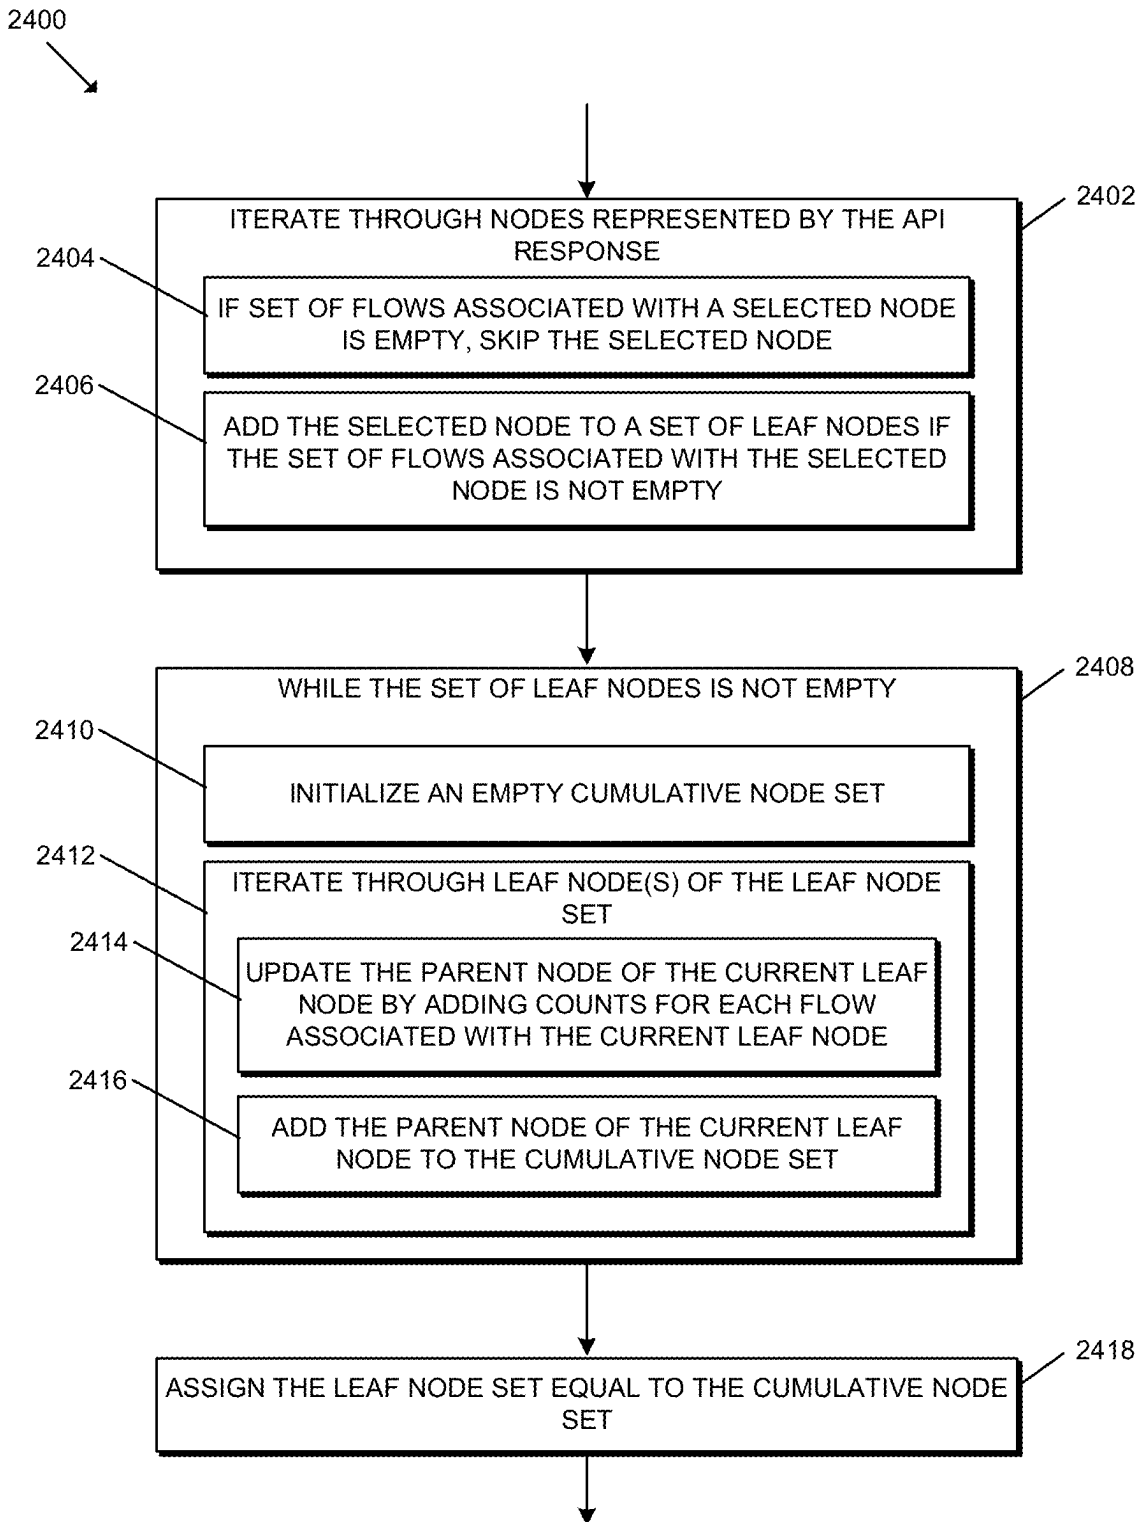 2400
2402
ITERATE THROUGH NODES REPRESENTED BY THE API
RESPONSE
2404
IF SET OF FLOWS ASSOCIATED WITH A SELECTED NODE
IS EMPTY, SKIP THE SELECTED NODE
2406
ADD THE SELECTED NODE TO A SET OF LEAF NODES IF
THE SET OF FLOWS ASSOCIATED WITH THE SELECTED
NODE IS NOT EMPTY
2408
WHILE THE SET OF LEAF NODES IS NOT EMPTY
2410
INITIALIZE AN EMPTY CUMULATIVE NODE SET
2412
ITERATE THROUGH LEAF NODE(S) OF THE LEAF NODE
SET
2414
UPDATE THE PARENT NODE OF THE CURRENT LEAF
NODE BY ADDING COUNTS FOR EACH FLOW
ASSOCIATED WITH THE CURRENT LEAF NODE
2416
ADD THE PARENT NODE OF THE CURRENT LEAF
NODE TO THE CUMULATIVE NODE SET
2418
ASSIGN THE LEAF NODE SET EQUAL TO THE CUMULATIVE NODE
SET